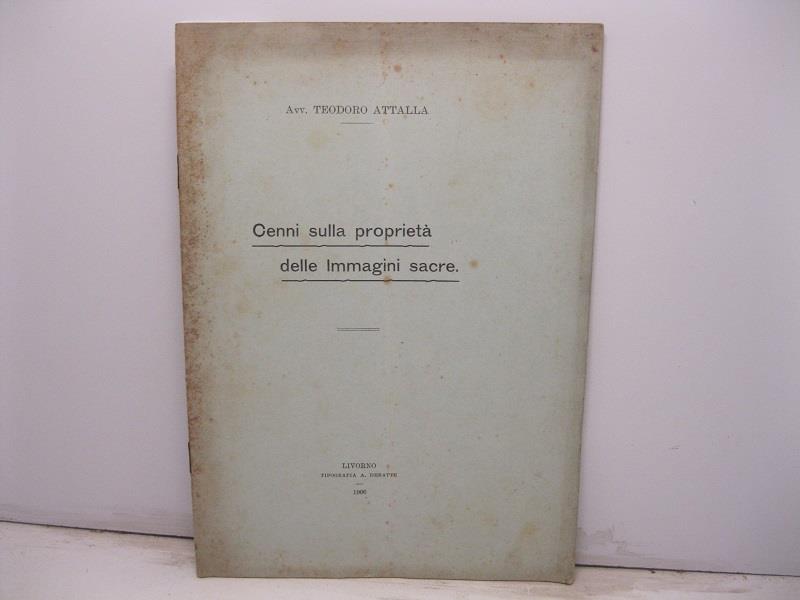 Avv. TEODORO ATTALLA
Cenni sulla proprietà
delle Immagini sacre.
LIVORNO
TIPOGRAFIA A. DEBATTE
1906